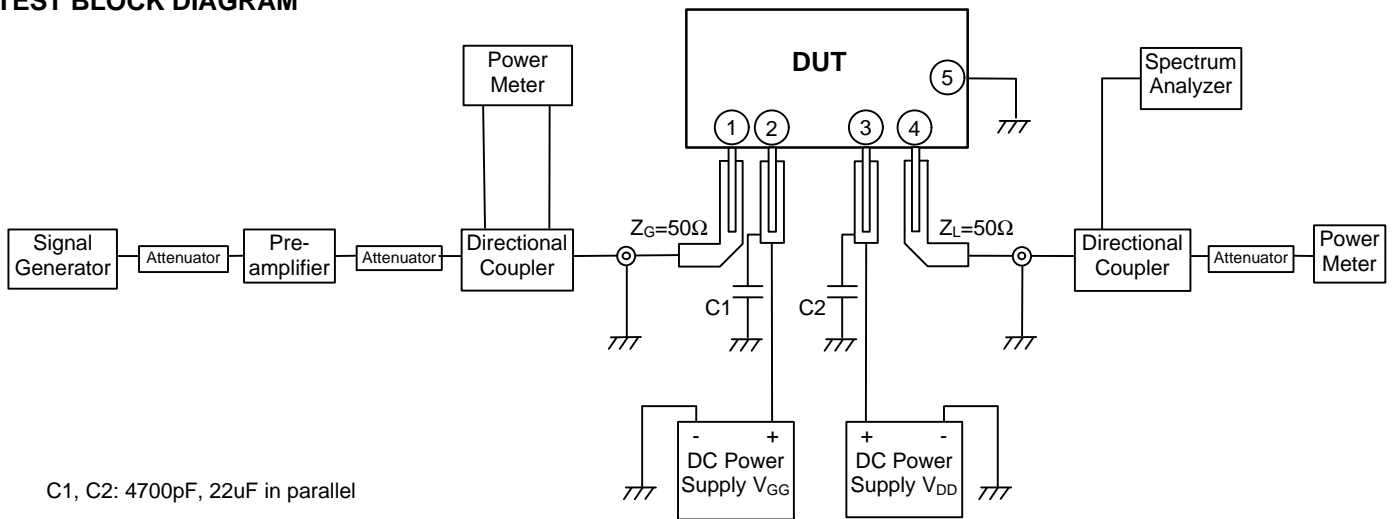 TEST BLOCK DIAGRAM
Power
Meter
DUT
5
Spectrum
Analyzer
1
2
3
4
Signal
Generator
Attenuator
Pre-
amplifier
Attenuator
Directional
Coupler
ZG=50Ω
ZL=50Ω
Directional
Coupler
Attenuator
Power
Meter
C1
C2
- +
DC Power
Supply VGG
+ -
DC Power
Supply VDD
C1, C2: 4700pF, 22uF in parallel